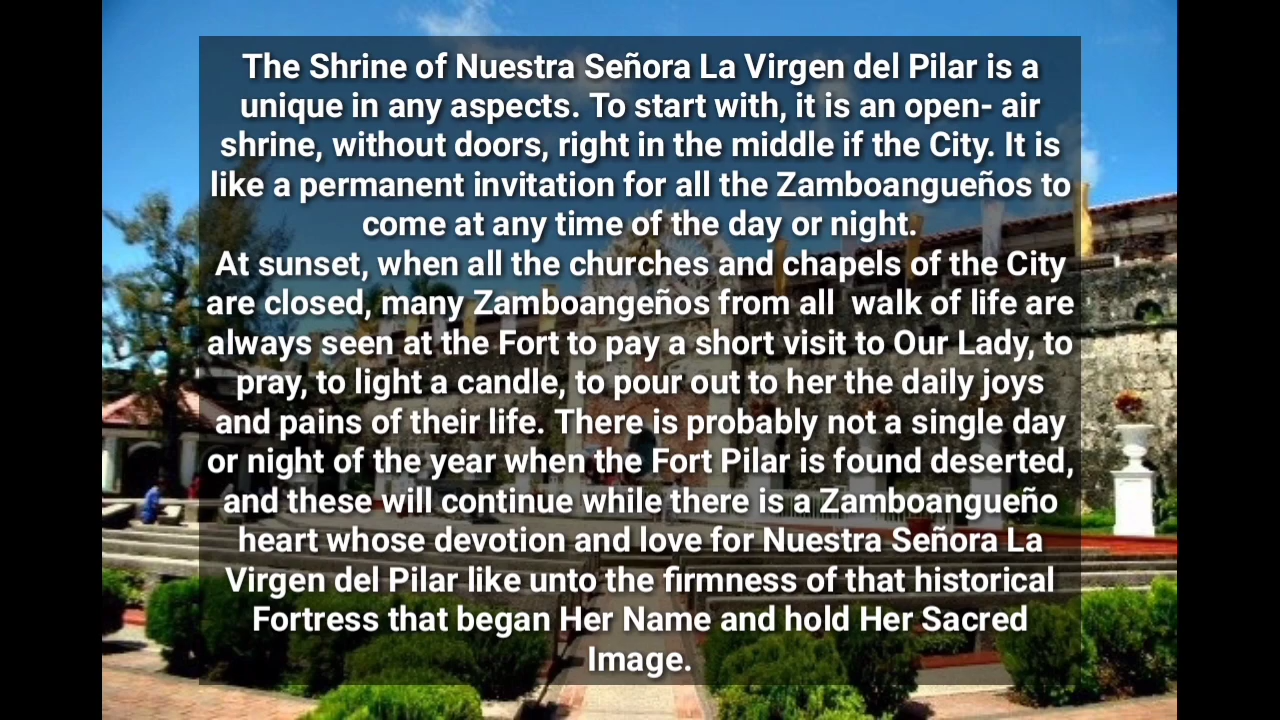 The Shrine of Nuestra Señora La Virgen del Pilar is a
unique in any aspects. To start with, it is an open- air
shrine, without doors, right in the middle if the City. It is
like a permanent invitation for all the Zamboangueños to
come at any time of the day or night.
At sunset, when all the churches and chapels of the City
are closed, many Zamboangeños from all  walk of life are
always seen at the Fort to pay a short visit to Our Lady, to
pray, to light a candle, to pour out to her the daily joys
and pains of their life. There is probably not a single day
or night of the year when the Fort Pilar is found deserted,
and these will continue while there is a Zamboangueño
heart whose devotion and love for Nuestra Señora La
Virgen del Pilar like unto the firmness of that historical
Fortress that began Her Name and hold Her Sacred
Image.